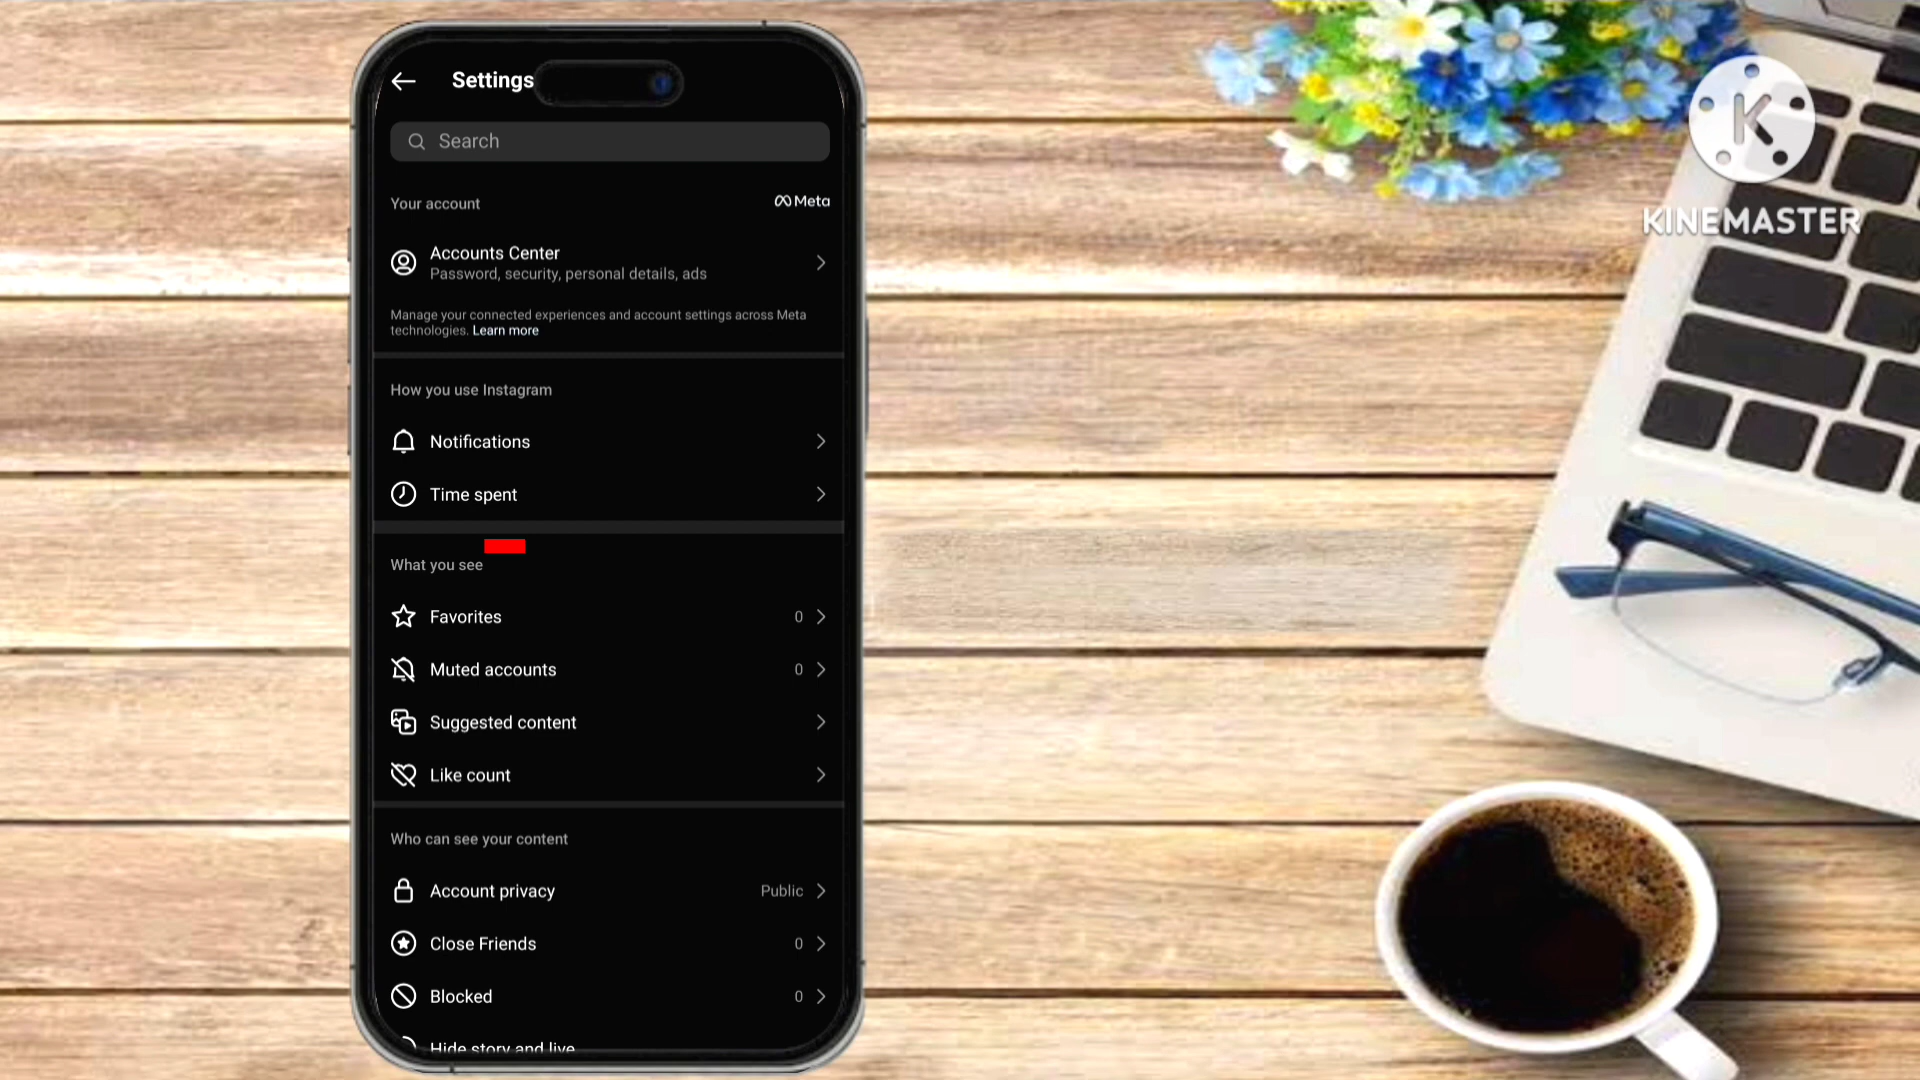 Settings
Search
Your account
Meta
Accounts Center
Password, security, personal details, ads
Manage your connected experiences and account settings across Meta
technologies. Learn more
How you use Instagram
Notifications
Time spent
What you see
Favorites 0
Muted accounts 0
Suggested content
Like count
Who can see your content
Account privacy Public
Close Friends 0
Blocked 0
Hide story and live
K
KINEMASTER